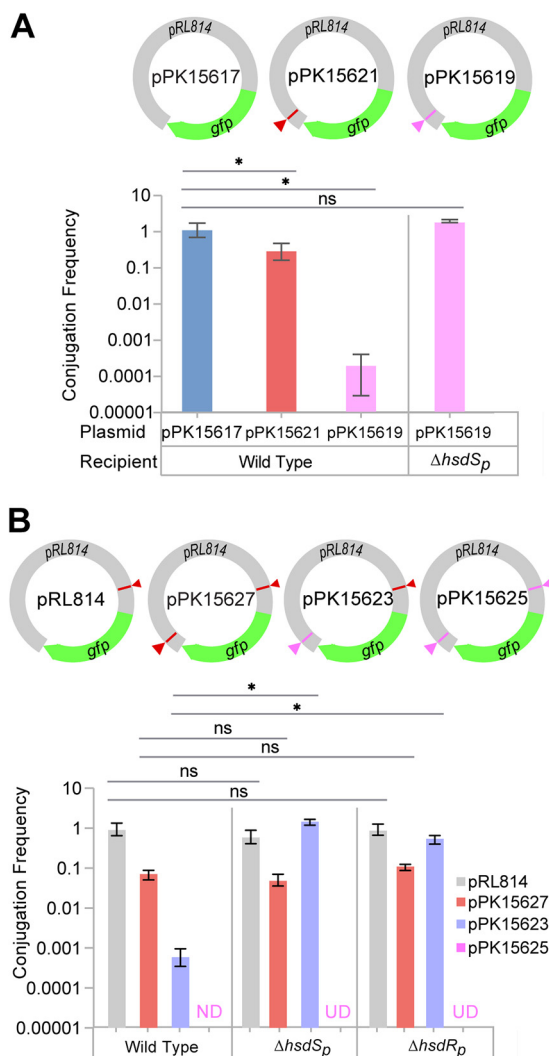 A
pRL814 pRL814 pRL814
pPK15617 pPK15621 pPK15619
gfp gfp gfp
*
*
ns
Conjugation Frequency
10
1
0.1
0.01
0.001
0.0001
0.00001
Plasmid pPK15617 pPK15621 pPK15619 pPK15619
Recipient Wild Type ΔhsdSp
B
pRL814 pRL814 pRL814 pRL814
pRL814 pPK15627 pPK15623 pPK15625
gfp gfp gfp gfp
*
*
ns
ns
ns
ns
Conjugation Frequency
10
1
0.1
0.01
0.001
0.0001
0.00001
pRL814
pPK15627
pPK15623
pPK15625
ND UD UD
Wild Type ΔhsdSp ΔhsdRp